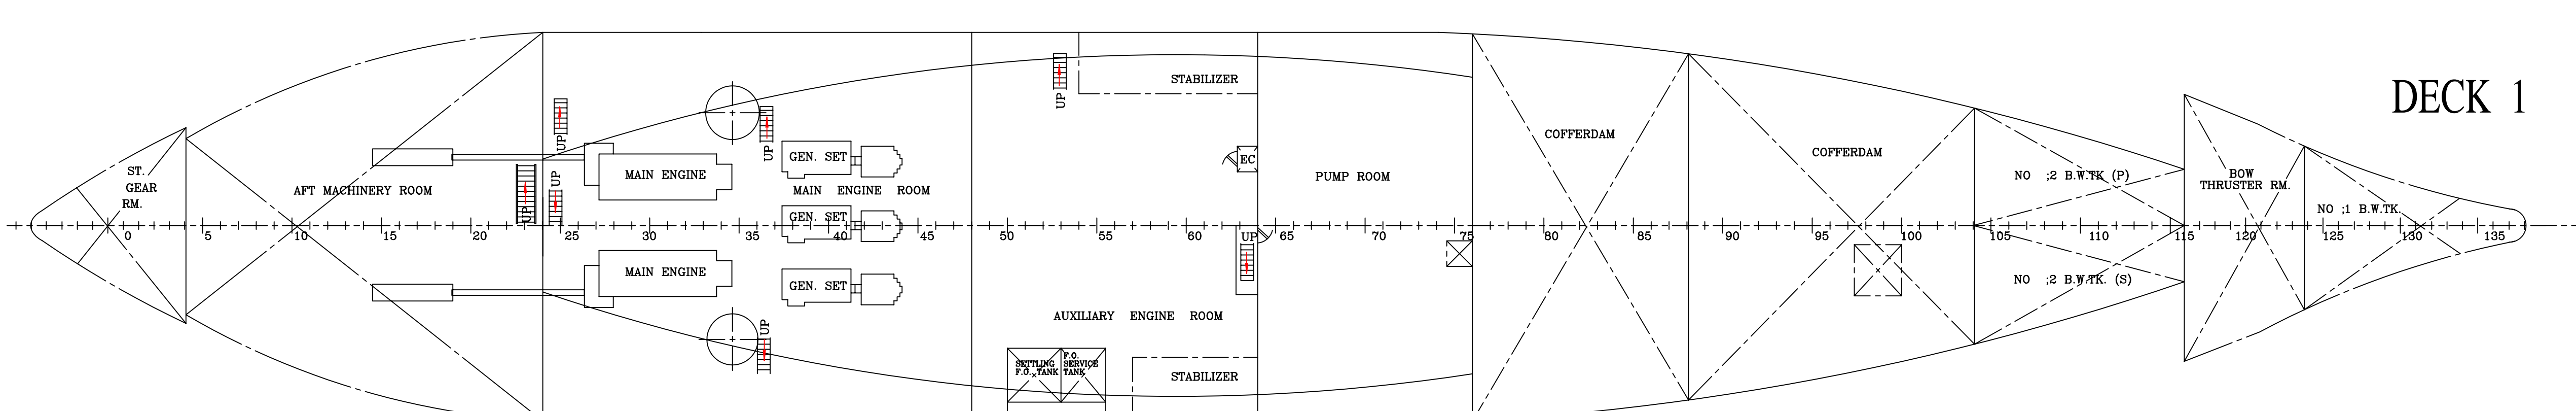 DECK 1
STABILIZER
UP
UP
UP
COFFERDAM
COFFERDAM
GEN. SET
EC
ST.
GEAR
RM.
MAIN ENGINE
PUMP ROOM
NO ;2 B.W.TK (P)
BOW
THRUSTER RM.
UP
AFT MACHINERY ROOM
MAIN ENGINE ROOM
UP
GEN. SET
NO ;1 B.W.TK.
0 5 10 15 20 25 30 35 40 45 50 55 60 65 70 75 80 85 90 95 100 105 110 115 120 125 130 135
UP
MAIN ENGINE
GEN. SET
NO ;2 B.W.TK. (S)
AUXILIARY ENGINE ROOM
UP
SETTLING
F.O. TANK
F.O.
SERVICE
TANK
STABILIZER